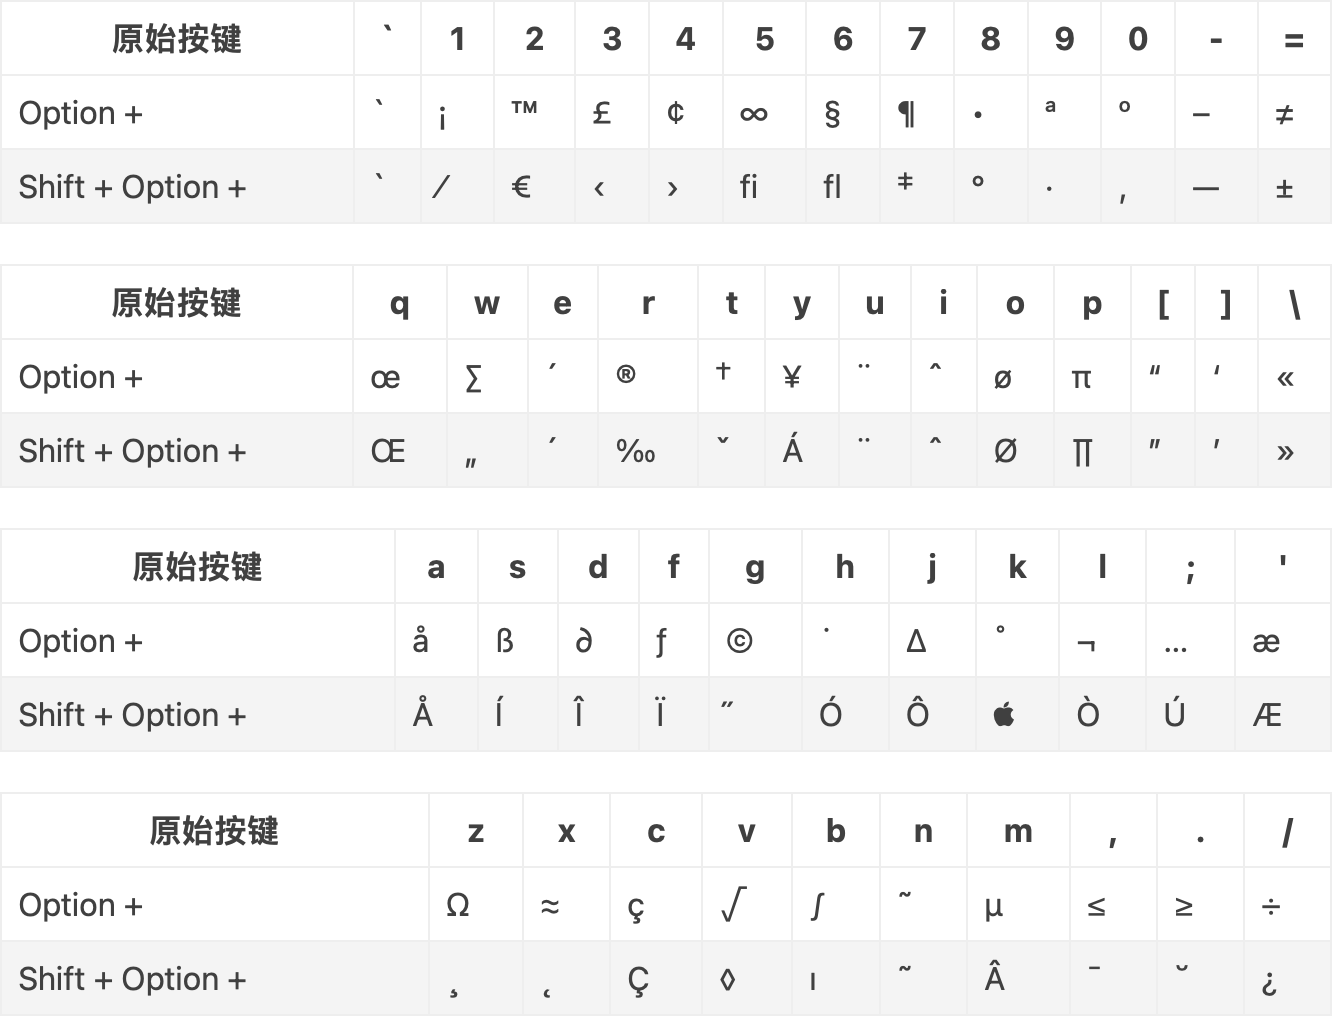 原始按键 ` 1 2 3 4 5 6 7 8 9 0 - =
Option + ` ¡ ™ £ ¢ ∞ § ¶ • ª º – ≠
Shift + Option + ` ⁄ € ‹ › ﬁ ﬂ ‡ ° · ‚ — ±
原始按键 q w e r t y u i o p [ ] \
Option + œ ∑ ´ ® † ¥ ¨ ˆ ø π “ ‘ «
Shift + Option + Œ „ ´ ‰ ˇ Á ¨ ˆ Ø ∏ ” ’ »
原始按键 a s d f g h j k l ; '
Option + å ß ∂ ƒ © ˙ ∆ ˚ ¬ … æ
Shift + Option + Å Í Î Ï ˝ Ó Ô  Ò Ú Æ
原始按键 z x c v b n m , . /
Option + Ω ≈ ç √ ∫ ˜ µ ≤ ≥ ÷
Shift + Option + ¸ ˛ Ç ◊ ı ˜ Â ¯ ˘ ¿